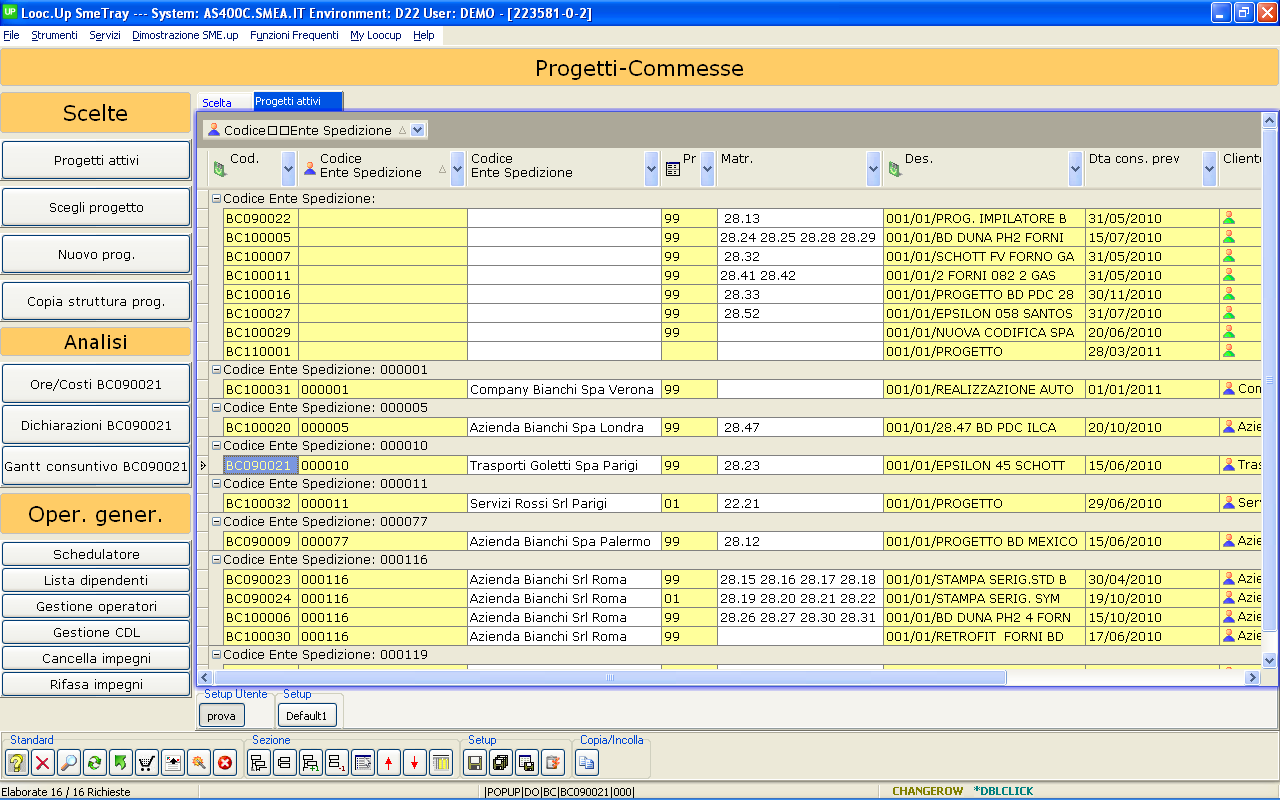 UP Looc.Up SmeTray --- System: AS400C.SMEA.IT Environment: D22 User: DEMO - [223581-0-2]
File Strumenti Servizi Dimostrazione SME.up Funzioni Frequenti My Loocup Help
Progetti-Commesse
Scelte
Progetti attivi
Scegli progetto
Nuovo prog.
Copia struttura prog.
Analisi
Ore/Costi BC090021
Dichiarazioni BC090021
Gantt consuntivo BC090021
Oper. gener.
Schedulatore
Lista dipendenti
Gestione operatori
Gestione CDL
Cancella impegni
Rifasa impegni
Scelta Progetti attivi
Codice□□Ente Spedizione
Cod. Codice Ente Spedizione Codice Ente Spedizione Pr Matr. Des. Dta cons. prev Cliente
Codice Ente Spedizione:
BC090022 99 28.13 001/01/PROG. IMPILATORE B 31/05/2010
BC100005 99 28.24 28.25 28.28 28.29 001/01/BD DUNA PH2 FORNI 15/07/2010
BC100007 99 28.32 001/01/SCHOTT FV FORNO GA 31/05/2010
BC100011 99 28.41 28.42 001/01/2 FORNI 082 2 GAS 31/05/2010
BC100016 99 28.33 001/01/PROGETTO BD PDC 28 30/11/2010
BC100027 99 28.52 001/01/EPSILON 058 SANTOS 31/07/2010
BC100029 99 001/01/NUOVA CODIFICA SPA 20/06/2010
BC110001 001/01/PROGETTO 28/03/2011
Codice Ente Spedizione: 000001
BC100031 000001 Company Bianchi Spa Verona 99 001/01/REALIZZAZIONE AUTO 01/01/2011 Con
Codice Ente Spedizione: 000005
BC100020 000005 Azienda Bianchi Spa Londra 99 28.47 001/01/28.47 BD PDC ILCA 20/10/2010 Azie
Codice Ente Spedizione: 000010
BC090021 000010 Trasporti Goletti Spa Parigi 99 28.23 001/01/EPSILON 45 SCHOTT 15/06/2010 Tras
Codice Ente Spedizione: 000011
BC100032 000011 Servizi Rossi Srl Parigi 01 22.21 001/01/PROGETTO 29/06/2010 Ser
Codice Ente Spedizione: 000077
BC090009 000077 Azienda Bianchi Spa Palermo 99 28.12 001/01/PROGETTO BD MEXICO 15/06/2010 Azie
Codice Ente Spedizione: 000116
BC090023 000116 Azienda Bianchi Srl Roma 99 28.15 28.16 28.17 28.18 001/01/STAMPA SERIG.STD B 30/04/2010 Azie
BC090024 000116 Azienda Bianchi Srl Roma 01 28.19 28.20 28.21 28.22 001/01/STAMPA SERIG. SYM 19/10/2010 Azie
BC100006 000116 Azienda Bianchi Srl Roma 99 28.26 28.27 28.30 28.31 001/01/BD DUNA PH2 4 FORN 15/10/2010 Azie
BC100030 000116 Azienda Bianchi Srl Roma 99 001/01/RETROFIT FORNI BD 17/06/2010 Azie
Codice Ente Spedizione: 000119
Setup Utente Setup
prova Default1
Standard Sezione Setup Copia/Incolla
Elaborate 16 / 16 Richieste |POPUP|DO|BC|BC090021|000| CHANGEROW *DBLCLICK